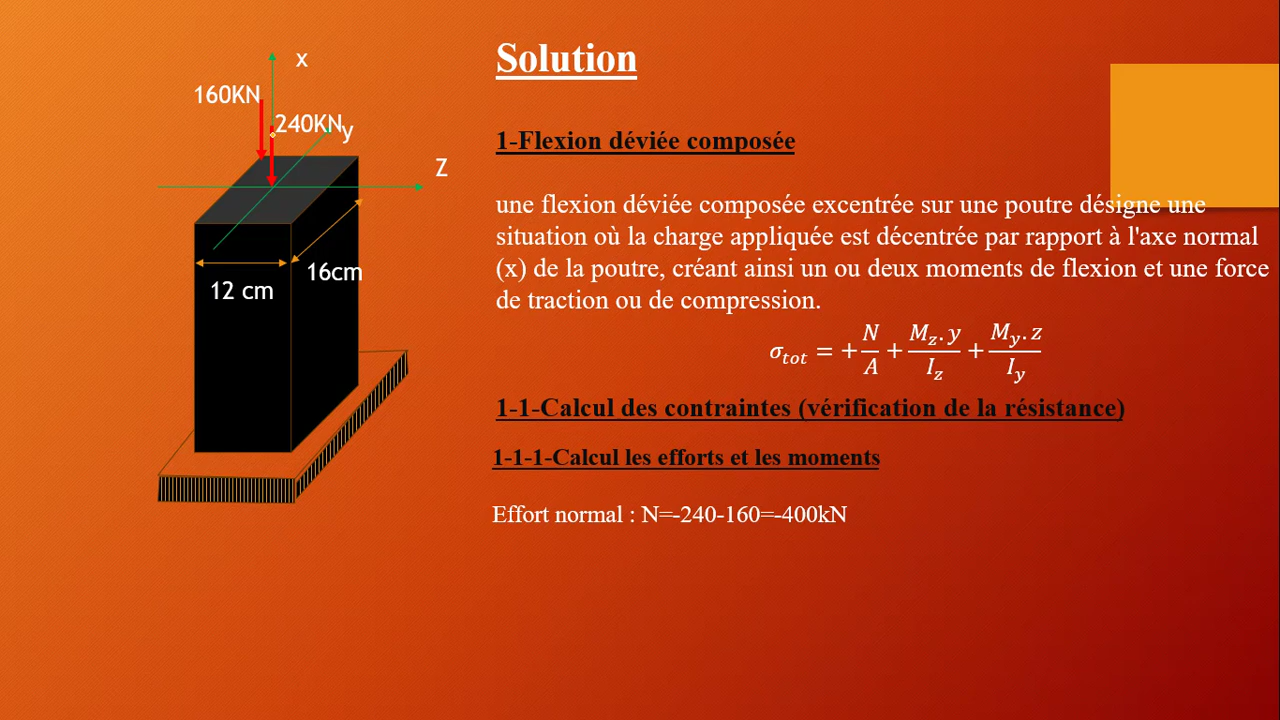 x
160KN
240KN
y
Z
16cm
12 cm
Solution
1-Flexion déviée composée
une flexion déviée composée excentrée sur une poutre désigne une
situation où la charge appliquée est décentrée par rapport à l'axe normal
(x) de la poutre, créant ainsi un ou deux moments de flexion et une force
de traction ou de compression.
σ_tot = +N/A + M_z.y/I_z + M_y.z/I_y
1-1-Calcul des contraintes (vérification de la résistance)
1-1-1-Calcul les efforts et les moments
Effort normal : N=-240-160=-400kN